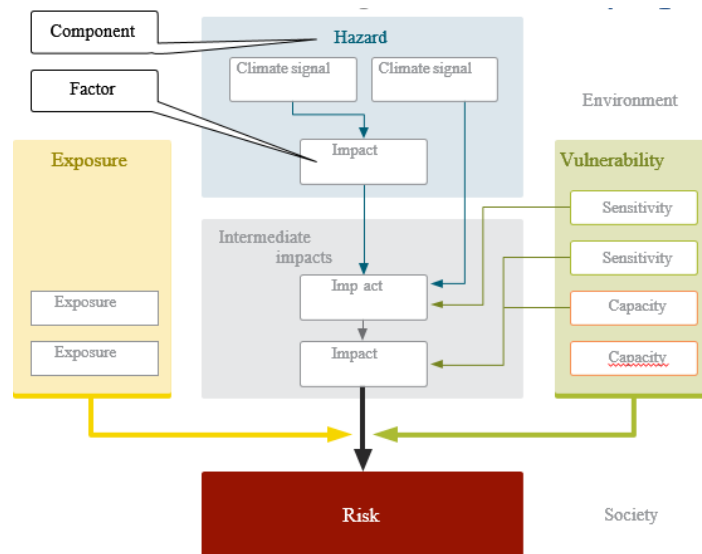 Component
Hazard
Climate signal
Climate signal
Factor
Environment
Impact
Exposure
Vulnerability
Sensitivity
Intermediate
impacts
Sensitivity
Imp act
Exposure
Capacity
Impact
Exposure
Capacity
Risk
Society